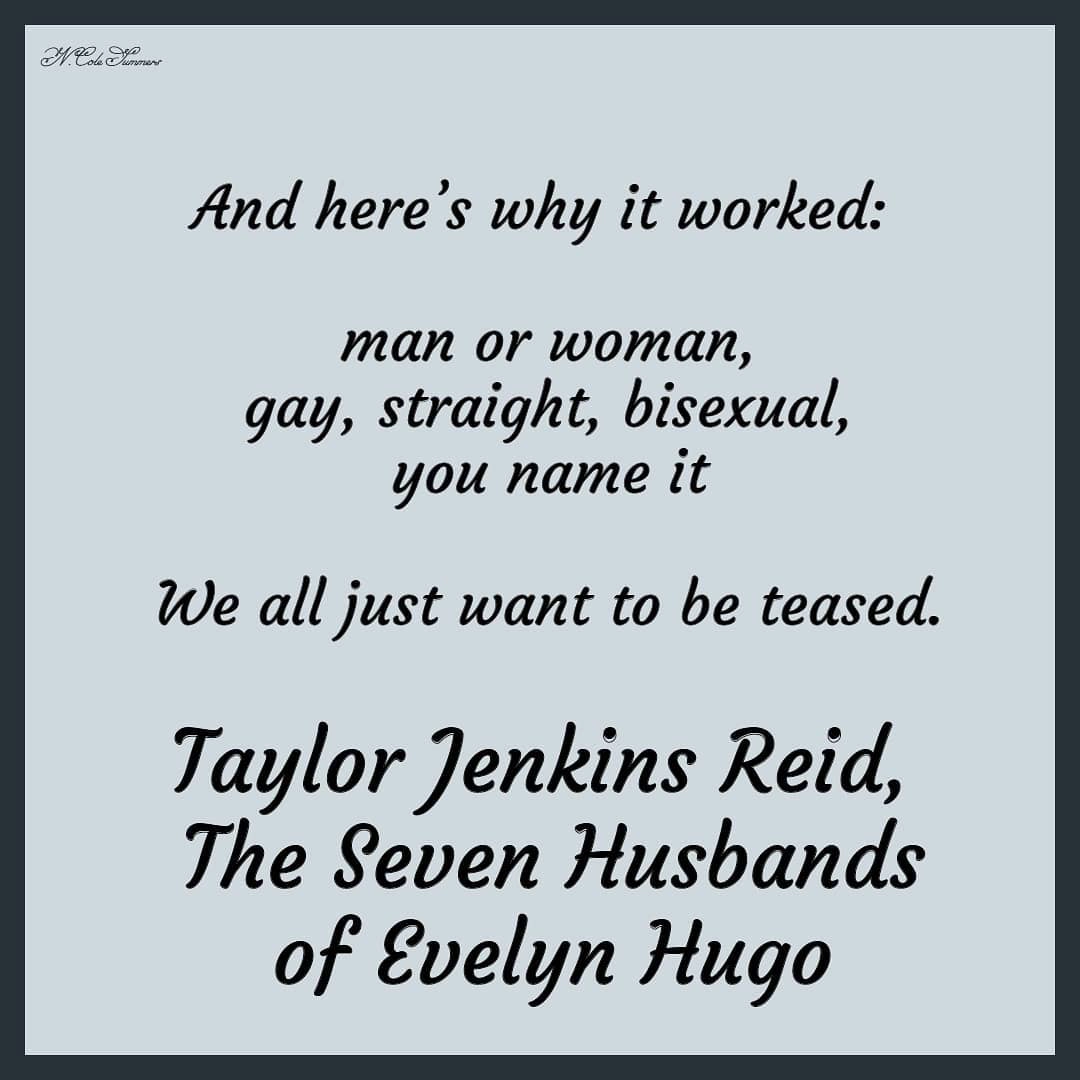 N. Cole Summers
And here’s why it worked:
man or woman,
gay, straight, bisexual,
you name it
We all just want to be teased.
Taylor Jenkins Reid,
The Seven Husbands
of Evelyn Hugo